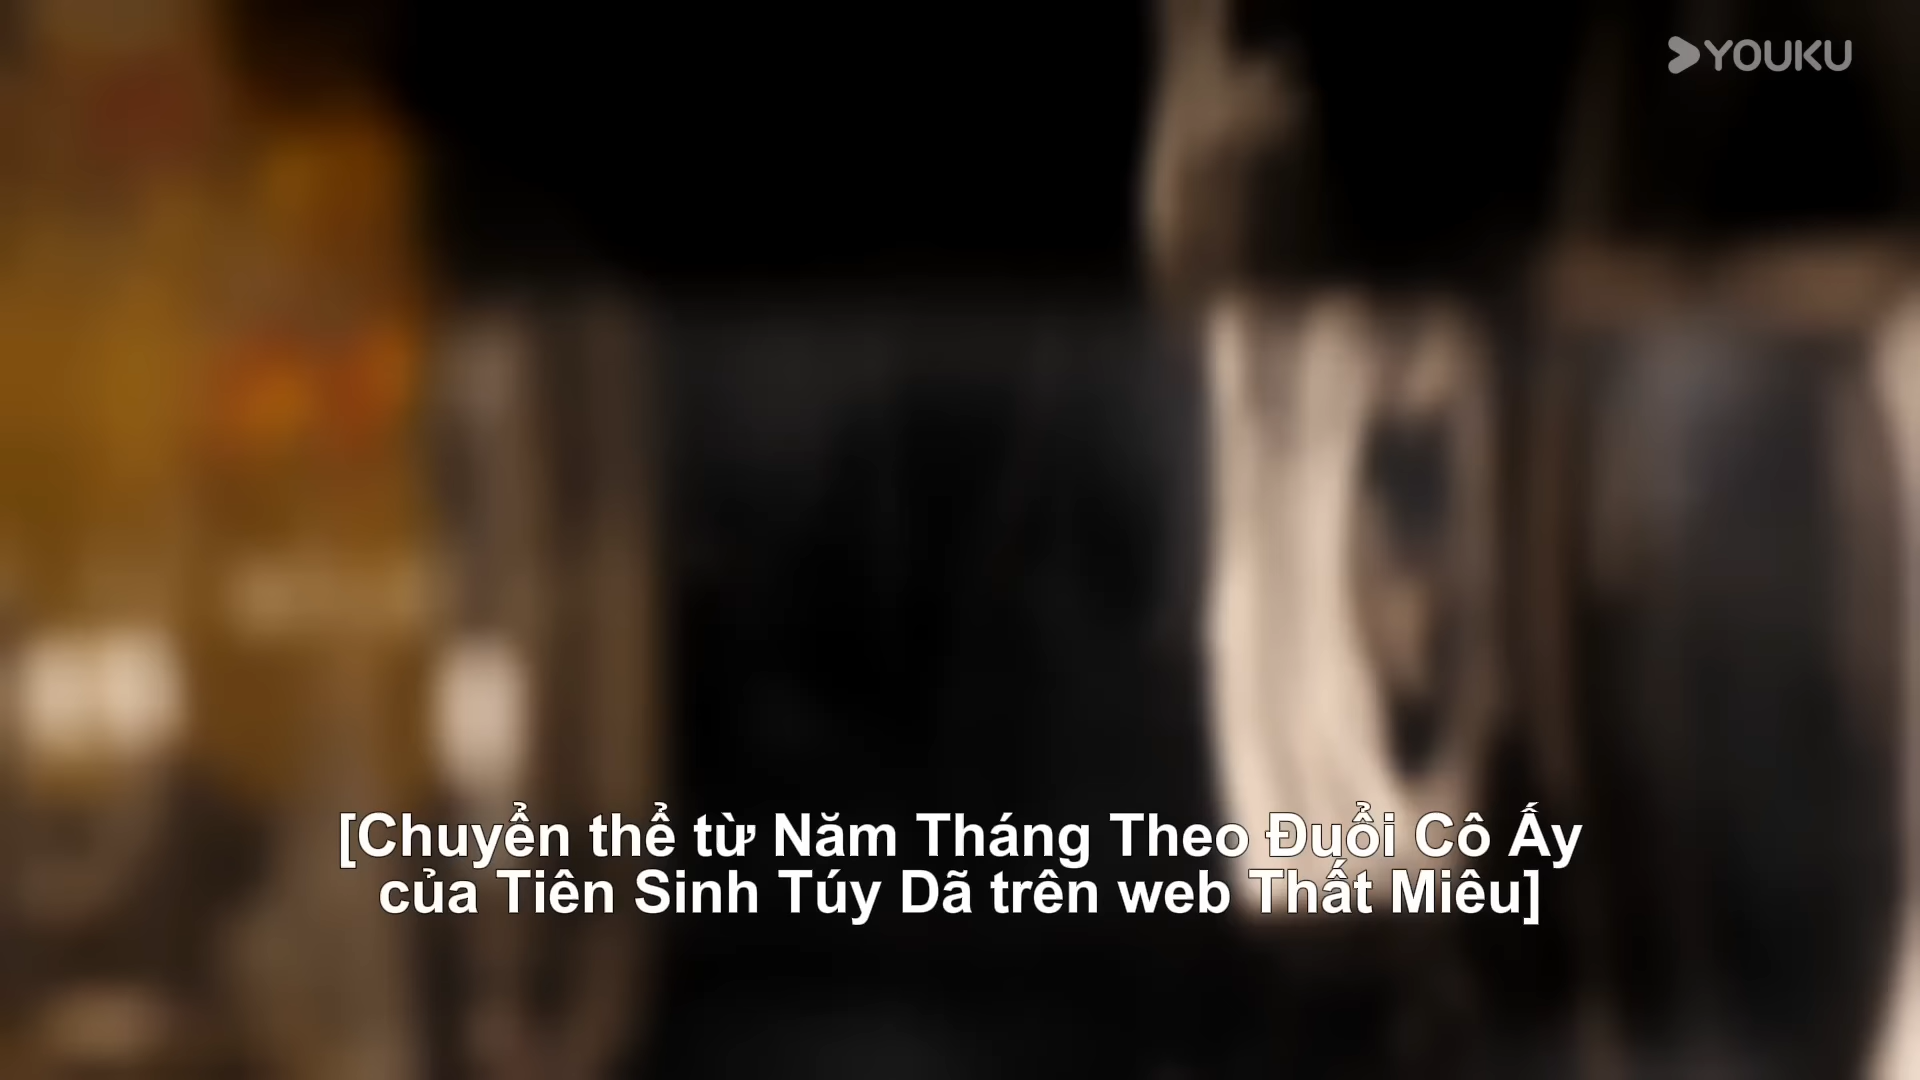 YOUKU
[Chuyển thể từ Năm Tháng Theo Đuổi Cô Ấy
của Tiên Sinh Túy Dã trên web Thất Miêu]